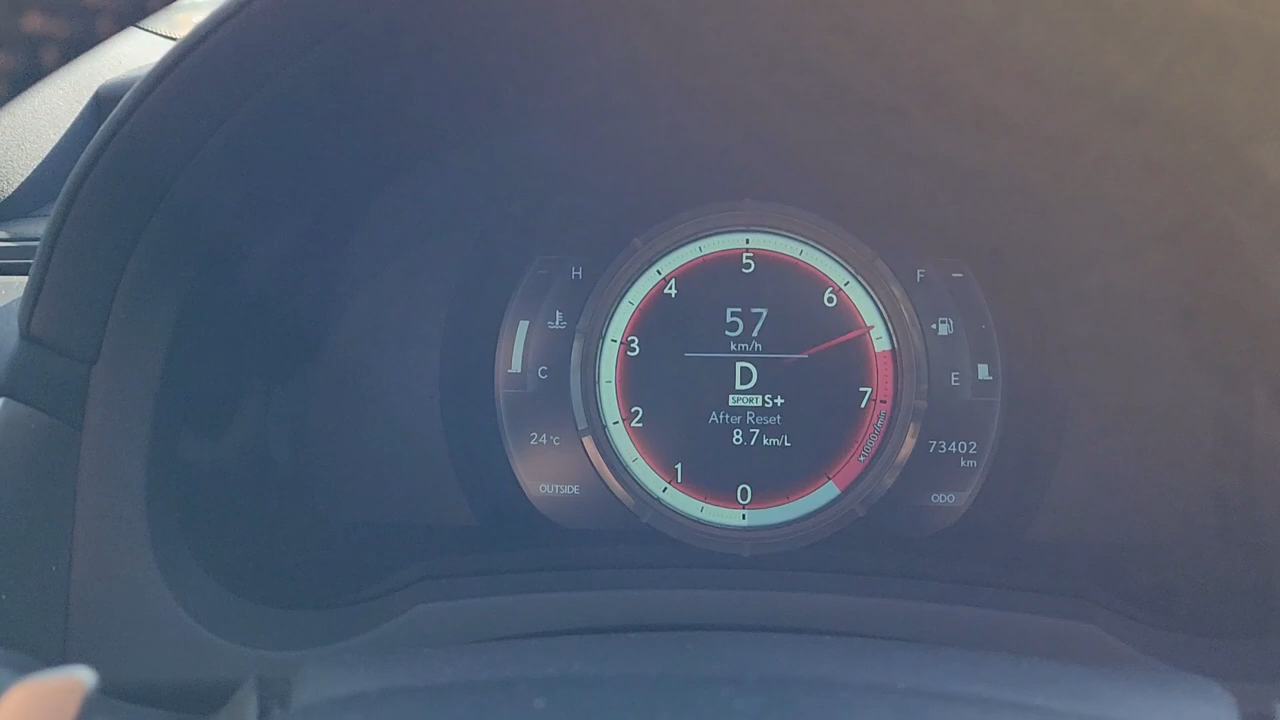 H
C
24°C
OUTSIDE
5
4
6
3
7
2
1
0
x1000r/min
57
km/h
D
SPORT S+
After Reset
8.7 km/L
F
E
73402
km
ODO